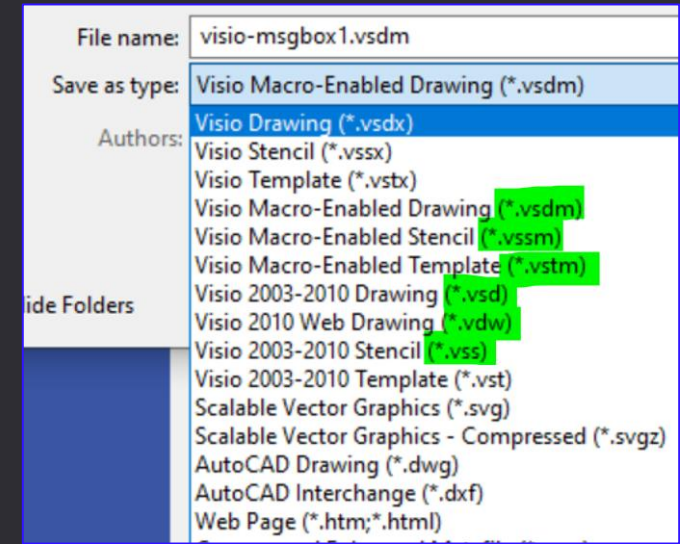 File name: visio-msgbox1.vsdm
Save as type: Visio Macro-Enabled Drawing (*.vsdm)
Authors:
Visio Drawing (*.vsdx)
Visio Stencil (*.vssx)
Visio Template (*.vstx)
Visio Macro-Enabled Drawing (*.vsdm)
Visio Macro-Enabled Stencil (*.vssm)
Visio Macro-Enabled Template (*.vstm)
Visio 2003-2010 Drawing (*.vsd)
ide Folders
Visio 2010 Web Drawing (*.vdw)
Visio 2003-2010 Stencil (*.vss)
Visio 2003-2010 Template (*.vst)
Scalable Vector Graphics (*.svg)
Scalable Vector Graphics - Compressed (*.svgz)
AutoCAD Drawing (*.dwg)
AutoCAD Interchange (*.dxf)
Web Page (*.htm;*.html)